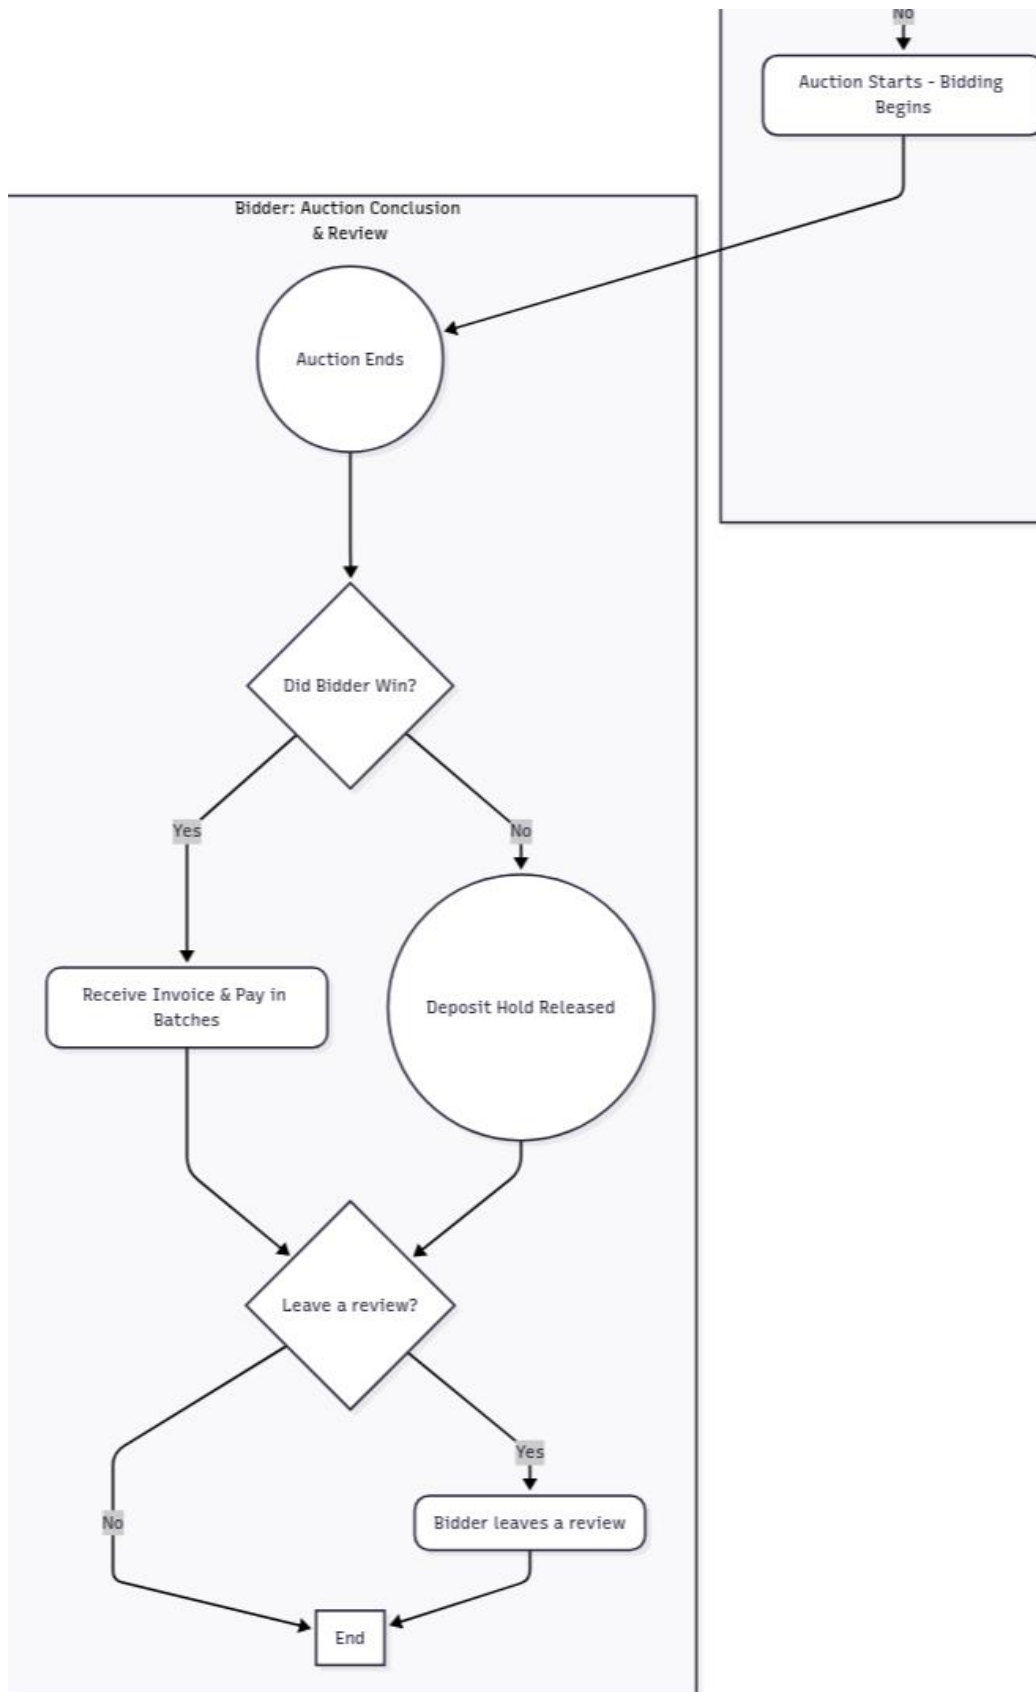 No
Auction Starts - Bidding
Begins
Bidder: Auction Conclusion
& Review
Auction Ends
Did Bidder Win?
Yes
No
Receive Invoice & Pay in
Batches
Deposit Hold Released
Leave a review?
Yes
No
Bidder leaves a review
End